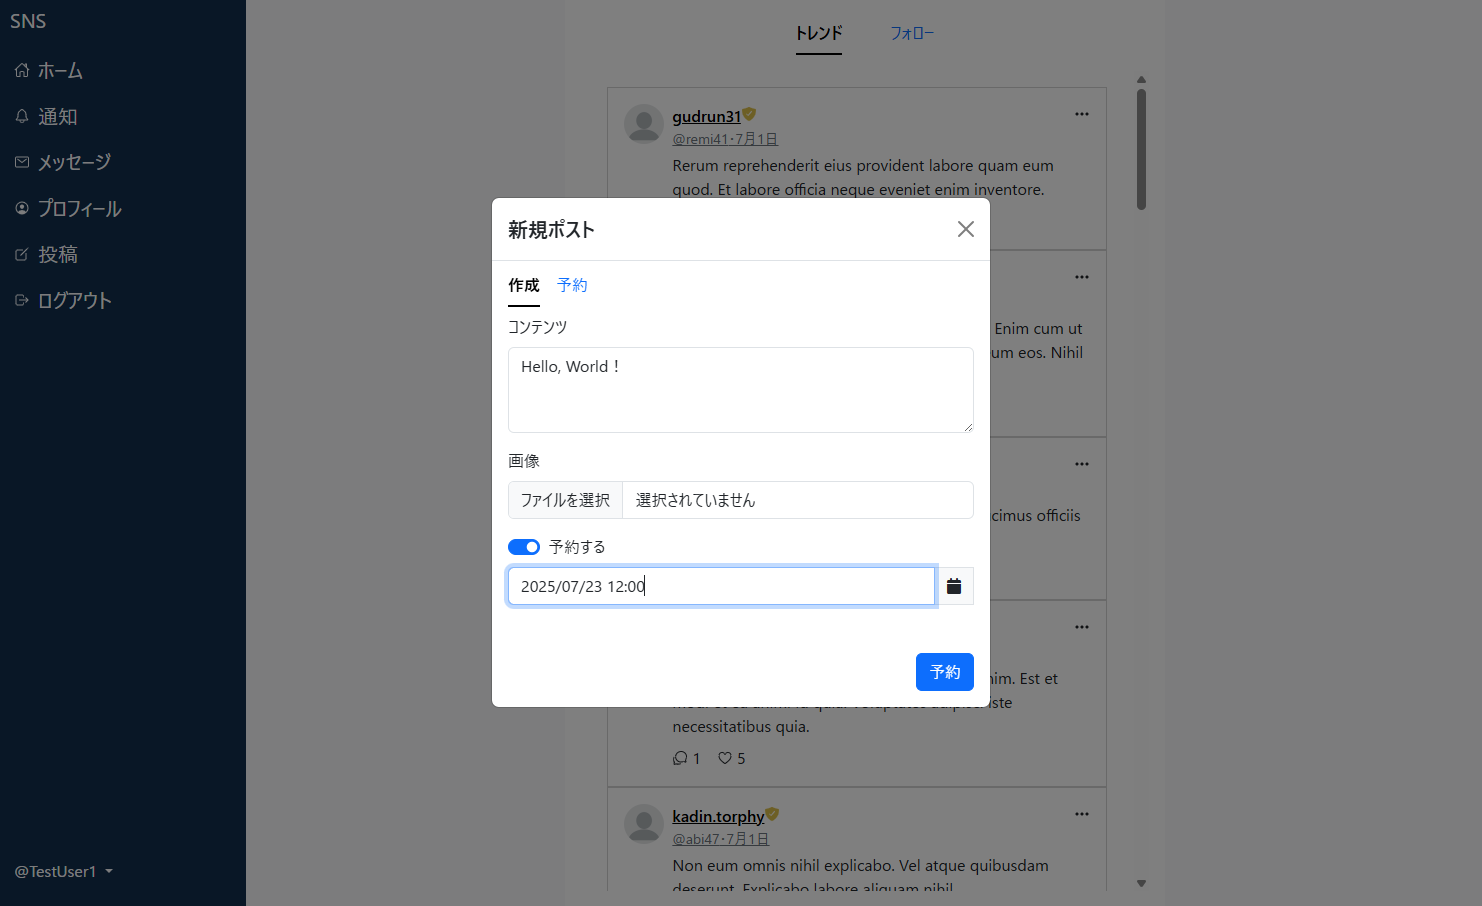 SNS
ホーム
通知
メッセージ
プロフィール
投稿
ログアウト
@TestUser1
トレンド
フォロー
gudrun31
@remi41・7月1日
Rerum reprehenderit eius provident labore quam eum
quod. Et labore officia neque eveniet enim inventore.
新規ポスト
作成
予約
コンテンツ
Hello, World！
画像
ファイルを選択
選択されていません
予約する
2025/07/23 12:00
予約
Enim cum ut
um eos. Nihil
cimus officiis
nim. Est et
iste
necessitatibus quia.
1
5
kadin.torphy
@abi47・7月1日
Non eum omnis nihil explicabo. Vel atque quibusdam
deserunt. Explicabo labore aliquam nihil